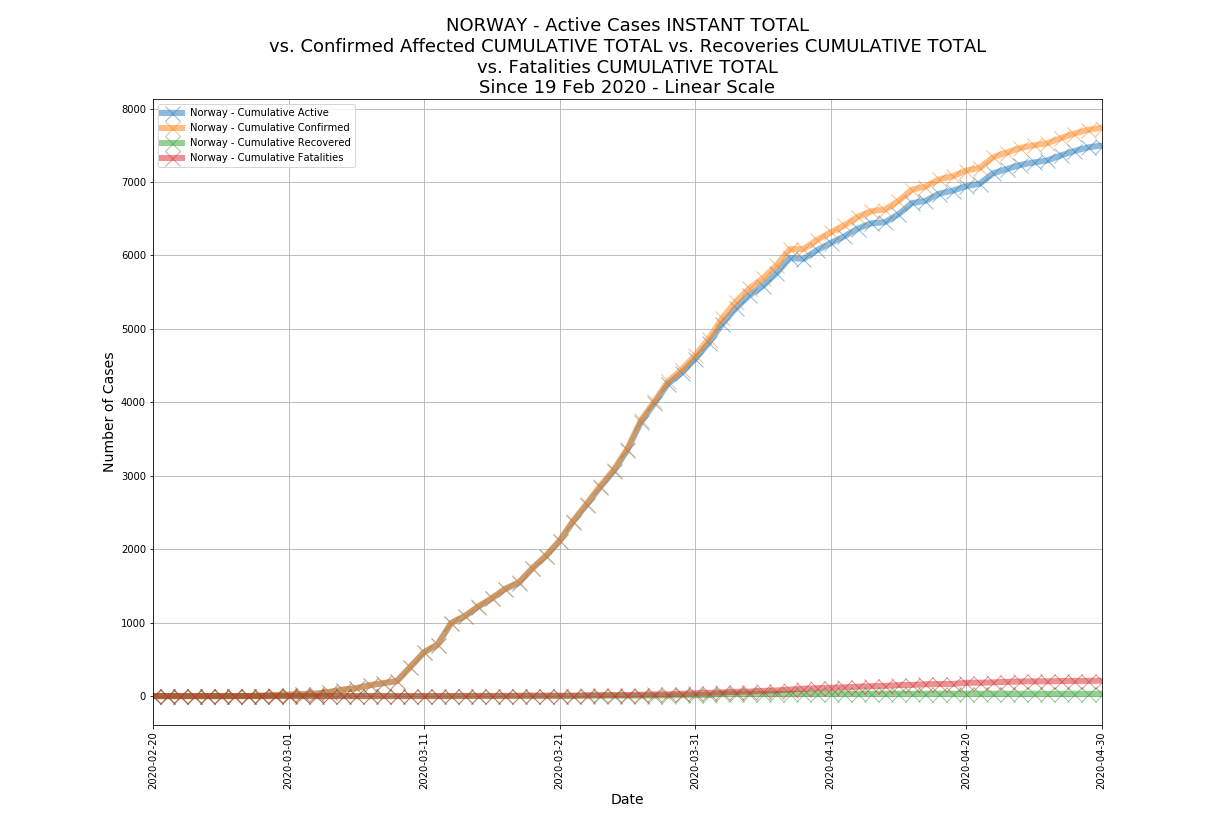 NORWAY - Active Cases INSTANT TOTAL
vs. Confirmed Affected CUMULATIVE TOTAL vs. Recoveries CUMULATIVE TOTAL
vs. Fatalities CUMULATIVE TOTAL
Since 19 Feb 2020 - Linear Scale
Norway - Cumulative Active
Norway - Cumulative Confirmed
Norway - Cumulative Recovered
Norway - Cumulative Fatalities
Number of Cases
8000
7000
6000
5000
4000
3000
2000
1000
0
2020-02-20
2020-03-01
2020-03-11
2020-03-21
2020-03-31
2020-04-10
2020-04-20
2020-04-30
Date